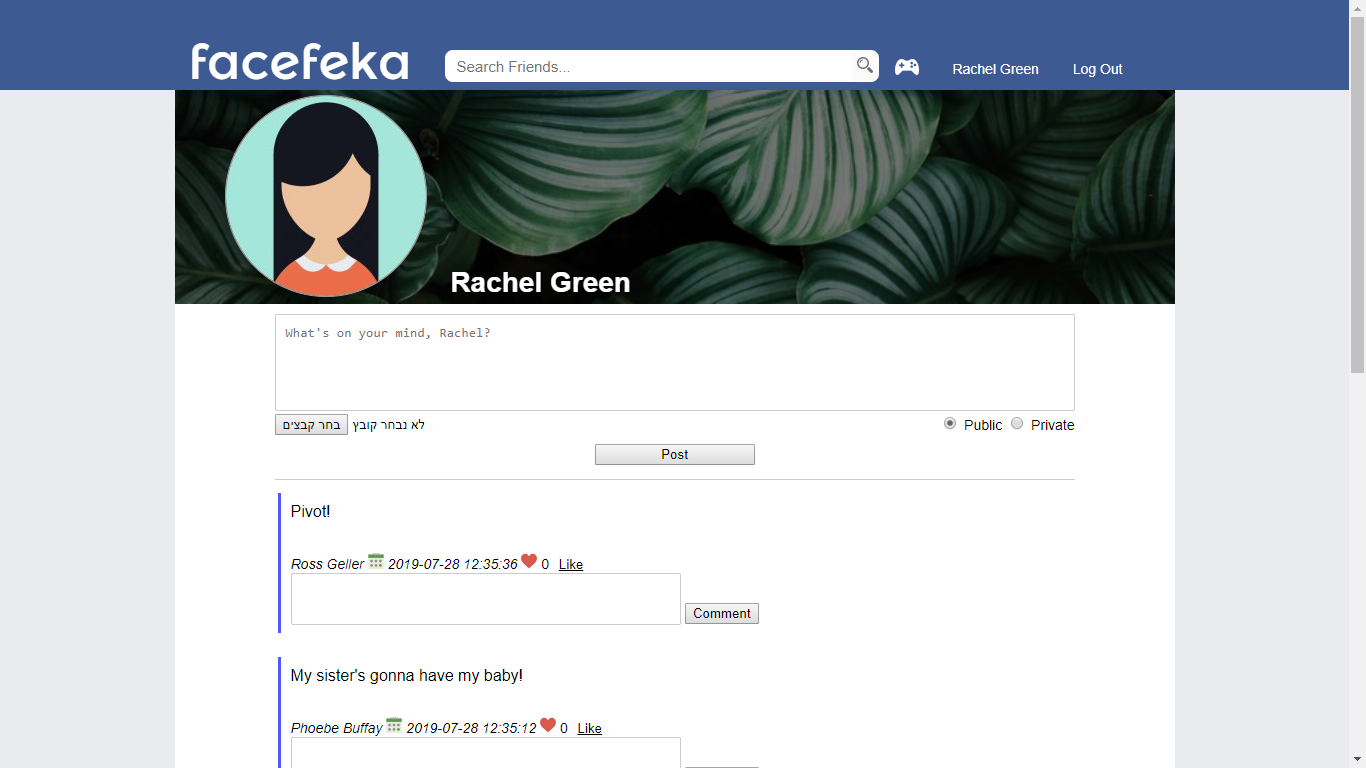 facefeka
Search Friends...
Rachel Green
Log Out
Rachel Green
What's on your mind, Rachel?
בחר קבצים לא נבחר קובץ
Public Private
Post
Pivot!
Ross Geller 2019-07-28 12:35:36 0 Like
Comment
My sister's gonna have my baby!
Phoebe Buffay 2019-07-28 12:35:12 0 Like